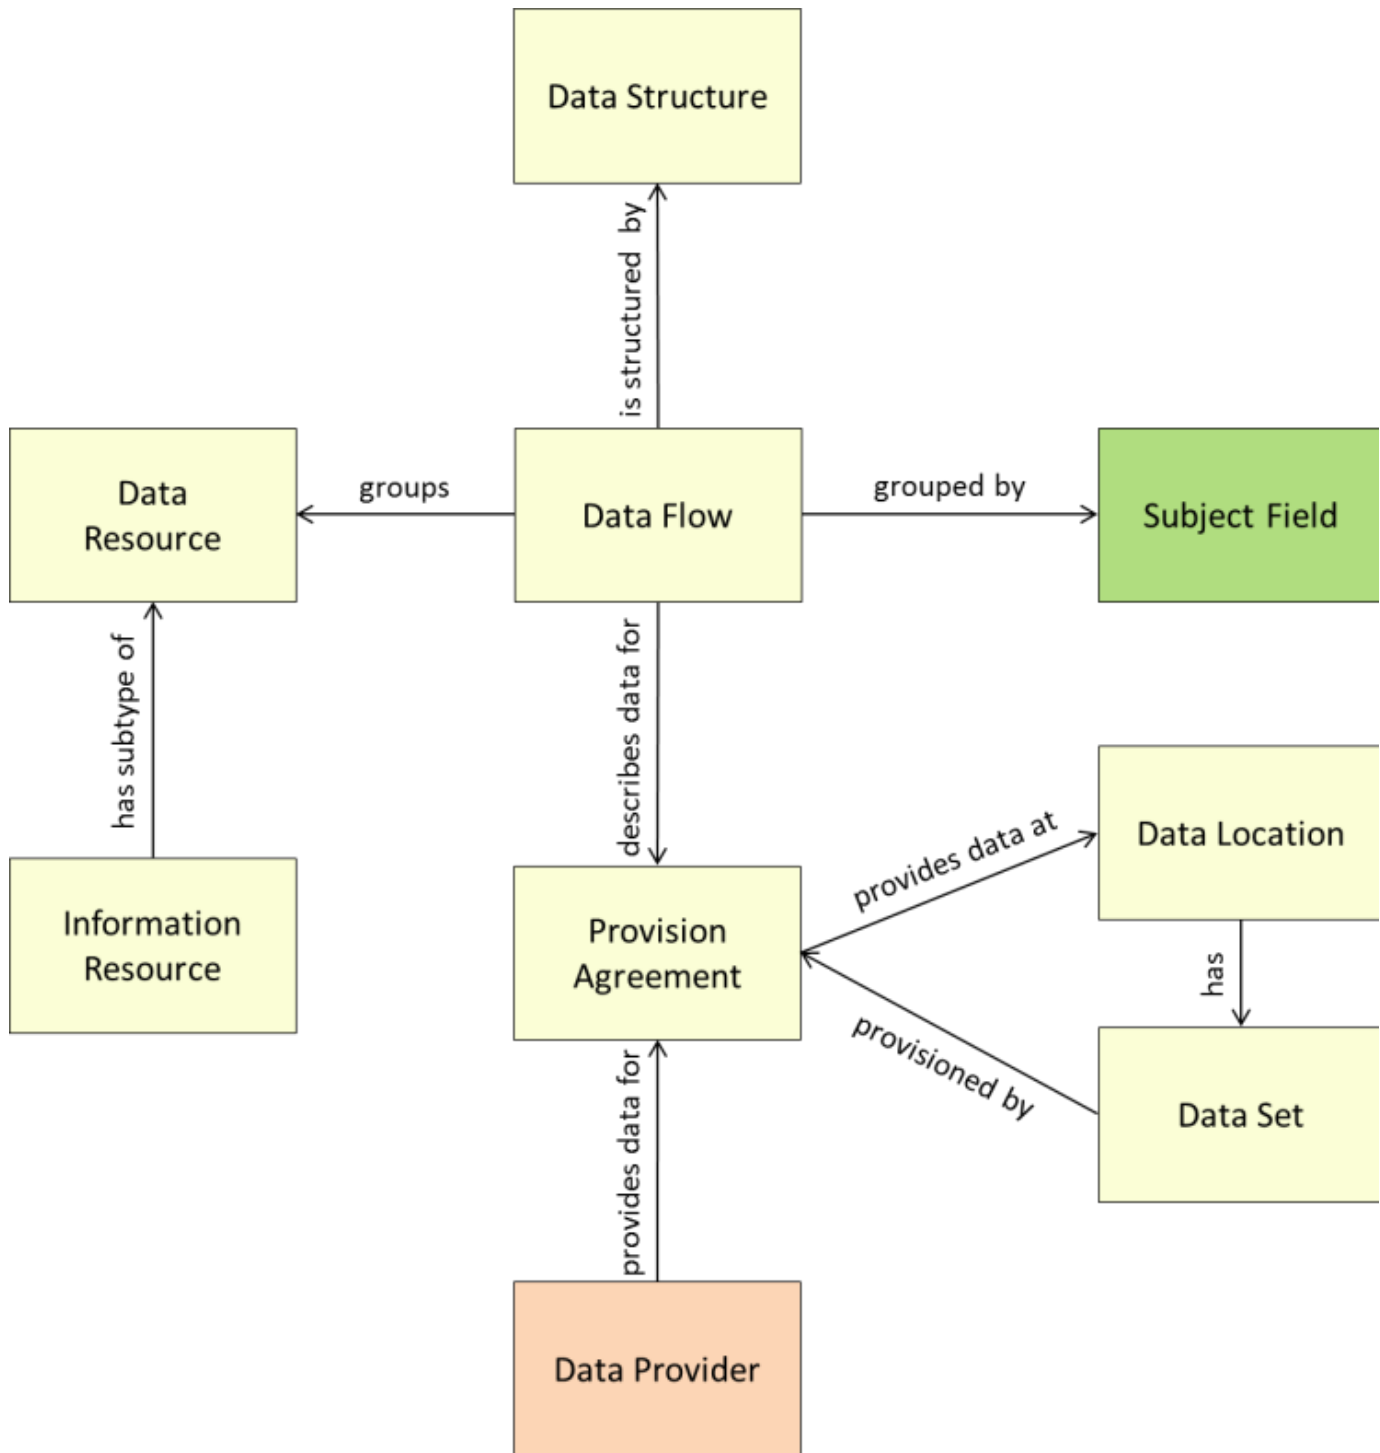 Data Structure
is structured by
Data
Resource
groups
Data Flow
grouped by
Subject Field
has subtype of
describes data for
Information
Resource
Provision
Agreement
provides data at
Data Location
has
provisioned by
Data Set
provides data for
Data Provider